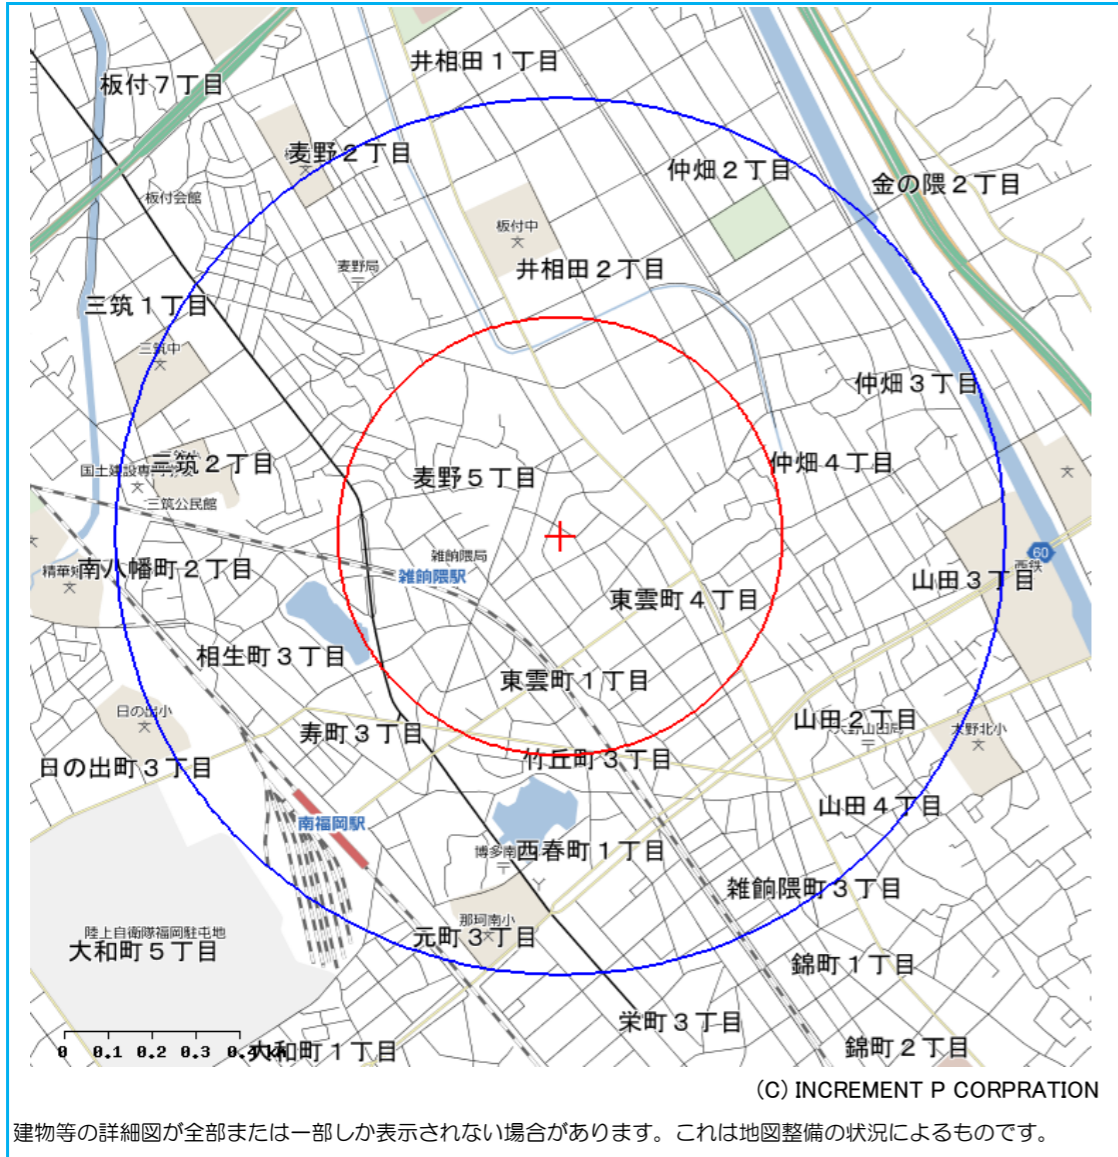 井相田１丁目
板付７丁目
麦野２丁目
仲畑２丁目
金の隈２丁目
板付会館
板付中
麦野局
井相田２丁目
三筑１丁目
三筑中
仲畑３丁目
三筑２丁目
麦野５丁目
仲畑４丁目
三筑公民館
雑餉隈局
雑餉隈駅
60
西鉄
南八幡町２丁目
山田３丁目
東雲町４丁目
相生町３丁目
東雲町１丁目
日の出小
寿町３丁目
山田２丁目
大野北小
竹丘町３丁目
日の出町３丁目
山田４丁目
南福岡駅
博多南
西春町１丁目
雑餉隈町３丁目
那珂南小
元町３丁目
陸上自衛隊福岡駐屯地
大和町５丁目
錦町１丁目
栄町３丁目
0 0.1 0.2 0.3 0.4
大和町１丁目
錦町２丁目
(C) INCREMENT P CORPRATION
建物等の詳細図が全部または一部しか表示されない場合があります。これは地図整備の状況によるものです。